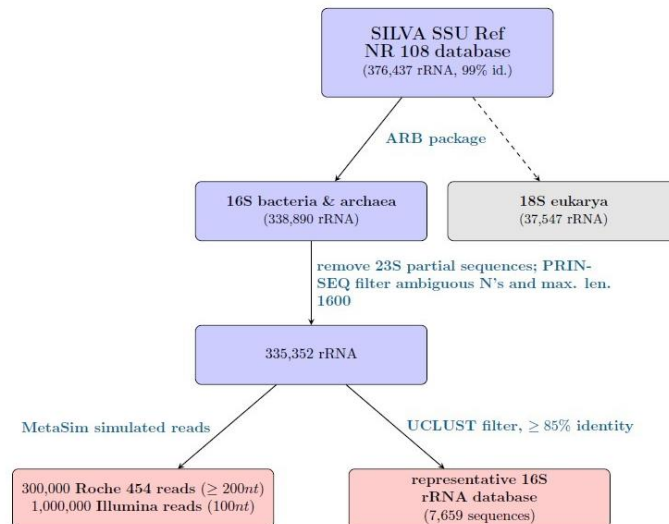 SILVA SSU Ref
NR 108 database
(376,437 rRNA, 99% id.)
ARB package
16S bacteria & archaea
(338,890 rRNA)
18S eukarya
(37,547 rRNA)
remove 23S partial sequences; PRIN-
SEQ filter ambiguous N's and max. len.
1600
335,352 rRNA
MetaSim simulated reads
UCLUST filter, ≥ 85% identity
300,000 Roche 454 reads (≥ 200nt)
1,000,000 Illumina reads (100nt)
representative 16S
rRNA database
(7,659 sequences)